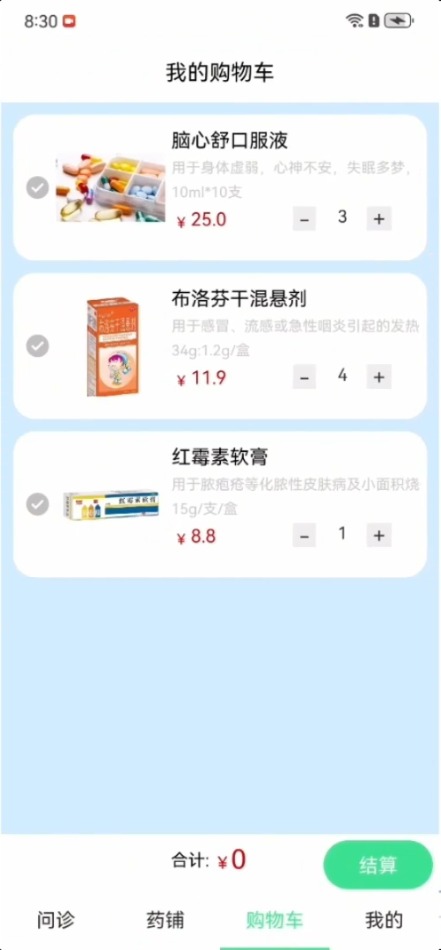 8:30
我的购物车
脑心舒口服液
用于身体虚弱，心神不安，失眠多梦，
10ml*10支
¥ 25.0
- 3 +
布洛芬干混悬剂
用于感冒、流感或急性咽炎引起的发热
34g:1.2g/盒
¥ 11.9
- 4 +
红霉素软膏
用于脓疱疮等化脓性皮肤病及小面积烧
15g/支/盒
¥ 8.8
- 1 +
合计: ¥0
结算
问诊 药铺 购物车 我的